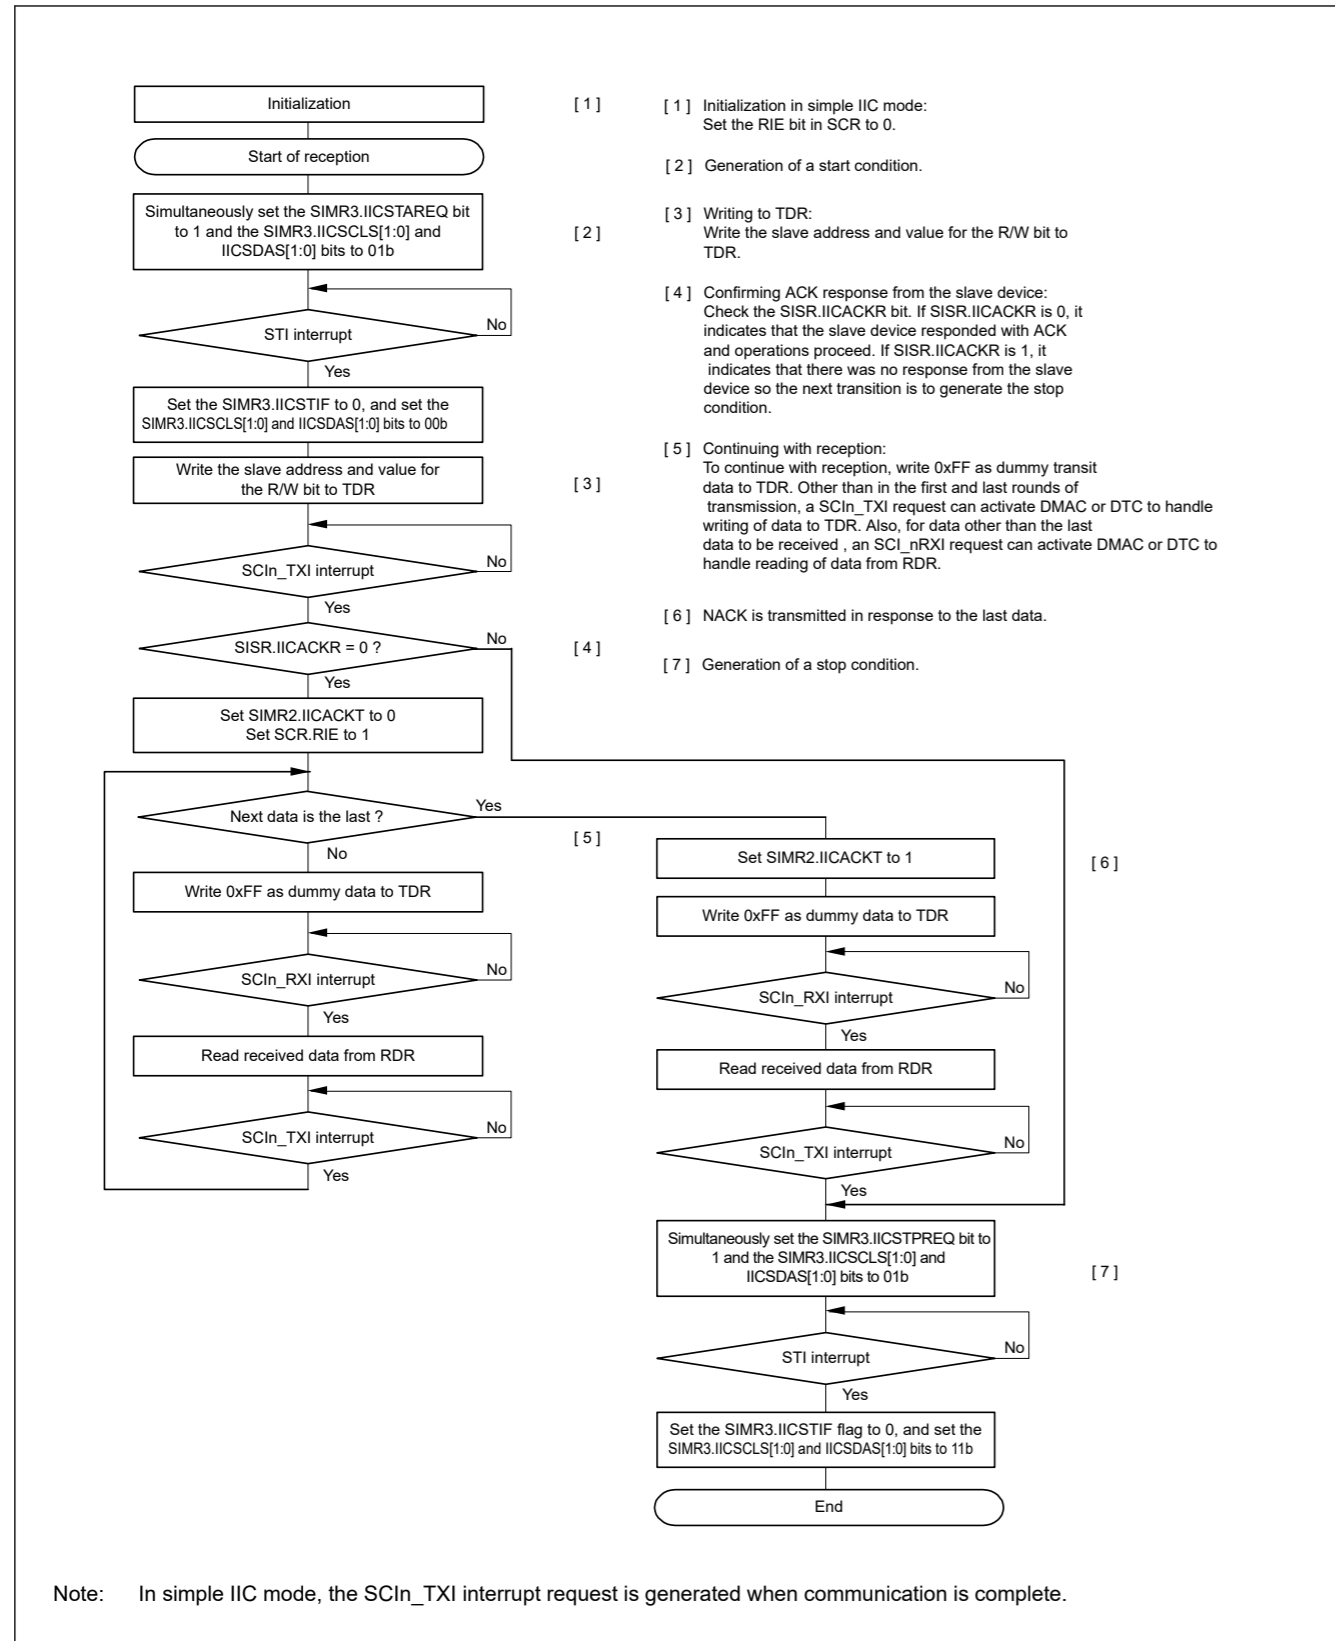 Initialization
[ 1 ]
Start of reception
Simultaneously set the SIMR3.IICSTAREQ bit
to 1 and the SIMR3.IICSCLS[1:0] and
IICSDAS[1:0] bits to 01b
[ 2 ]
STI interrupt
No
Yes
Set the SIMR3.IICSTIF to 0, and set the
SIMR3.IICSCLS[1:0] and IICSDAS[1:0] bits to 00b
Write the slave address and value for
the R/W bit to TDR
[ 3 ]
SCIn_TXI interrupt
No
Yes
SISR.IICACKR = 0 ?
No
[ 4 ]
Yes
Set SIMR2.IICACKT to 0
Set SCR.RIE to 1
Next data is the last ?
Yes
[ 5 ]
No
Write 0xFF as dummy data to TDR
SCIn_RXI interrupt
No
Yes
Read received data from RDR
SCIn_TXI interrupt
No
Yes
[ 1 ] Initialization in simple IIC mode:
Set the RIE bit in SCR to 0.
[ 2 ] Generation of a start condition.
[ 3 ] Writing to TDR:
Write the slave address and value for the R/W bit to
TDR.
[ 4 ] Confirming ACK response from the slave device:
Check the SISR.IICACKR bit. If SISR.IICACKR is 0, it
indicates that the slave device responded with ACK
and operations proceed. If SISR.IICACKR is 1, it
indicates that there was no response from the slave
device so the next transition is to generate the stop
condition.
[ 5 ] Continuing with reception:
To continue with reception, write 0xFF as dummy transit
data to TDR. Other than in the first and last rounds of
transmission, a SCIn_TXI request can activate DMAC or DTC to handle
writing of data to TDR. Also, for data other than the last
data to be received , an SCI_nRXI request can activate DMAC or DTC to
handle reading of data from RDR.
[ 6 ] NACK is transmitted in response to the last data.
[ 7 ] Generation of a stop condition.
Set SIMR2.IICACKT to 1
[ 6 ]
Write 0xFF as dummy data to TDR
SCIn_RXI interrupt
No
Yes
Read received data from RDR
SCIn_TXI interrupt
No
Yes
Simultaneously set the SIMR3.IICSTPREQ bit to
1 and the SIMR3.IICSCLS[1:0] and
IICSDAS[1:0] bits to 01b
[ 7 ]
STI interrupt
No
Yes
Set the SIMR3.IICSTIF flag to 0, and set the
SIMR3.IICSCLS[1:0] and IICSDAS[1:0] bits to 11b
End
Note: In simple IIC mode, the SCIn_TXI interrupt request is generated when communication is complete.